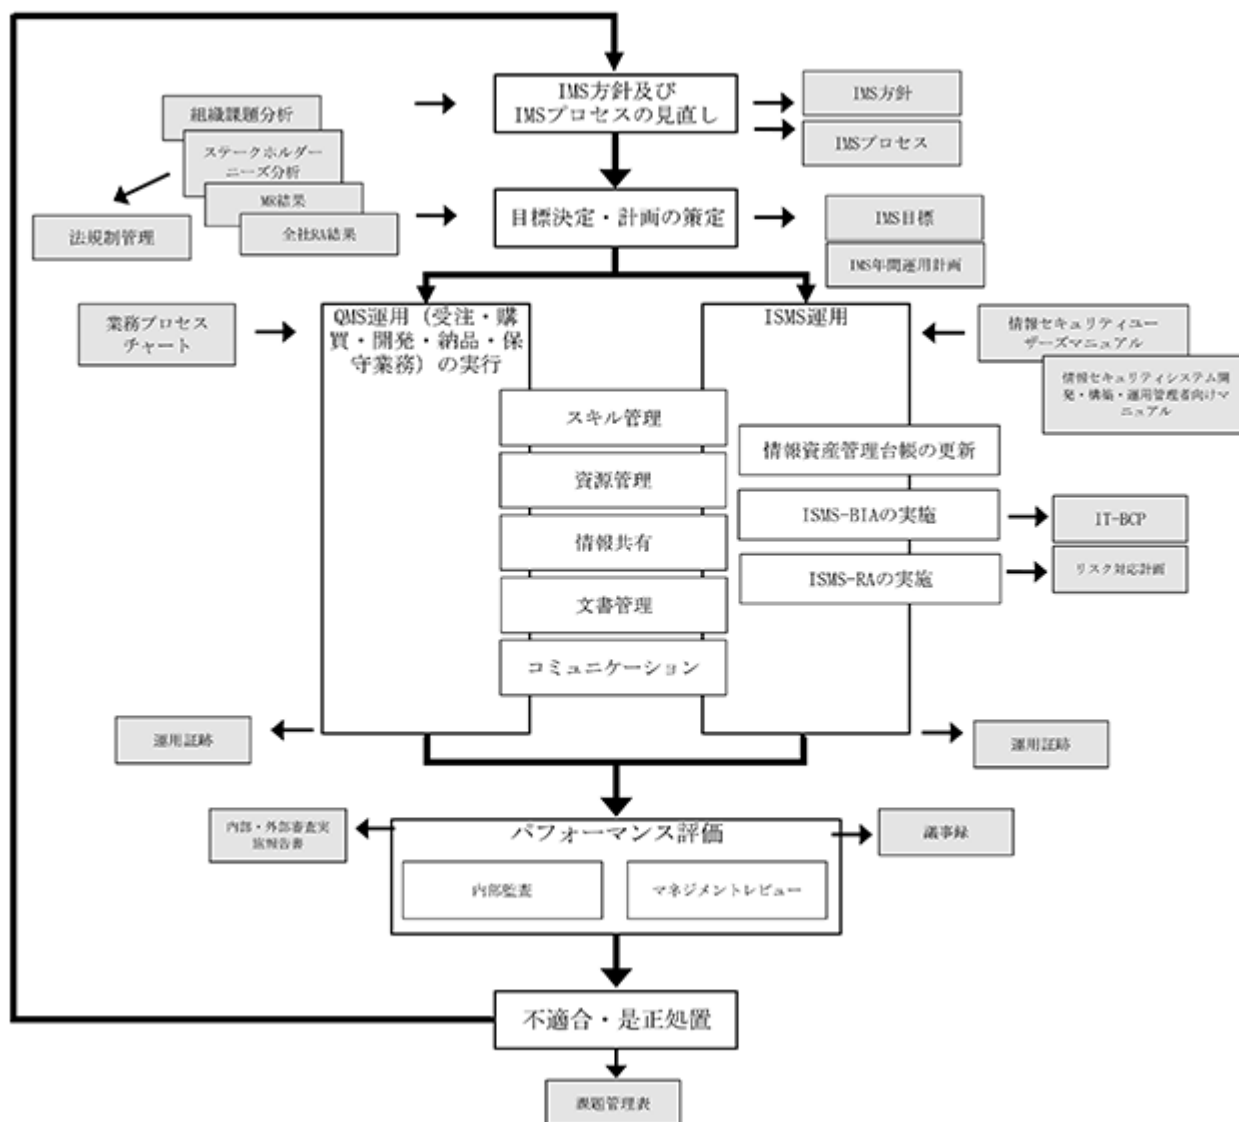 IMS方針及び
IMSプロセスの見直し
IMS方針
IMSプロセス
組織課題分析
ステークホルダー
ニーズ分析
MR結果
全社RA結果
法規制管理
目標決定・計画の策定
IMS目標
IMS年間運用計画
業務プロセス
チャート
QMS運用（受注・購
買・開発・納品・保
守業務）の実行
ISMS運用
情報セキュリティユー
ザーズマニュアル
情報セキュリティシステム開
発・構築・運用管理者向けマ
ニュアル
スキル管理
資源管理
情報共有
文書管理
コミュニケーション
情報資産管理台帳の更新
ISMS-BIAの実施
ISMS-RAの実施
IT-BCP
リスク対応計画
運用証跡
運用証跡
パフォーマンス評価
内部監査
マネジメントレビュー
内部・外部審査実
施報告書
議事録
不適合・是正処置
課題管理表